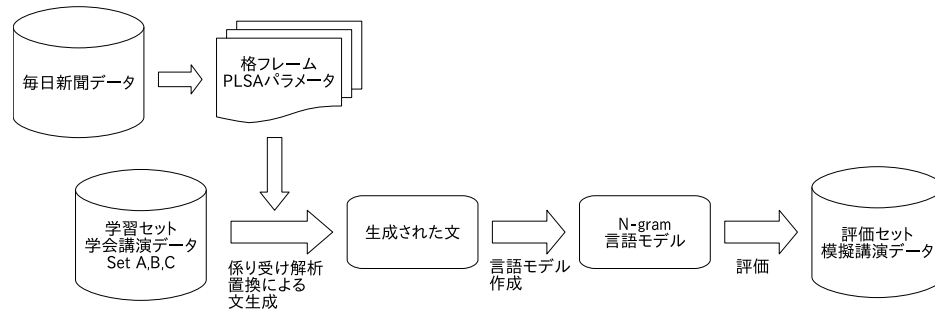 毎日新聞データ
格フレーム
PLSAパラメータ
学習セット
学会講演データ
Set A,B,C
係り受け解析
置換による
文生成
生成された文
言語モデル
作成
N-gram
言語モデル
評価
評価セット
模擬講演データ